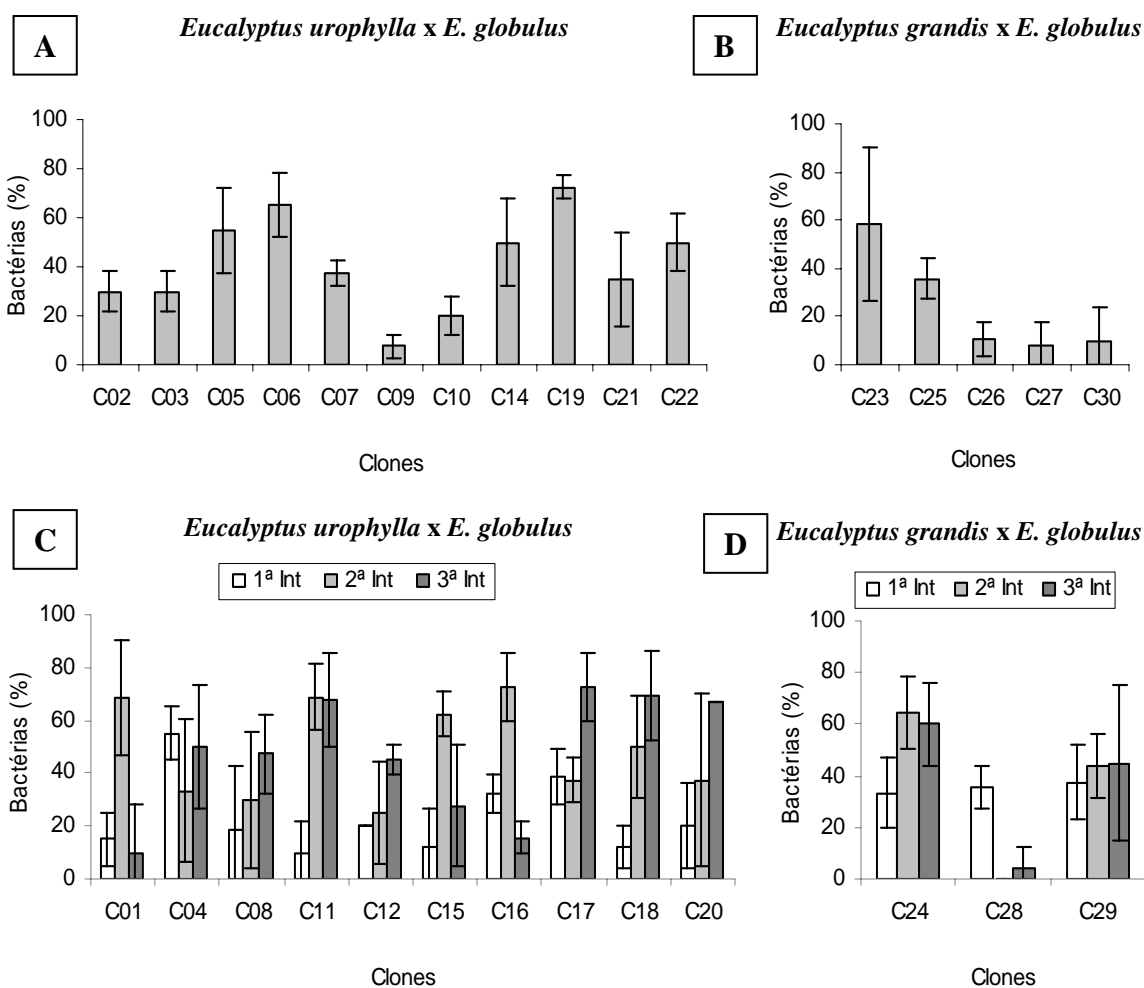 A
Eucalyptus urophylla x E. globulus
Bactérias (%)
100
80
60
40
20
0
C02 C03 C05 C06 C07 C09 C10 C14 C19 C21 C22
Clones
B
Eucalyptus grandis x E. globulus
Bactérias (%)
100
80
60
40
20
0
C23 C25 C26 C27 C30
Clones
C
Eucalyptus urophylla x E. globulus
1ª Int 2ª Int 3ª Int
Bactérias (%)
100
80
60
40
20
0
C01 C04 C08 C11 C12 C15 C16 C17 C18 C20
Clones
D
Eucalyptus grandis x E. globulus
1ª Int 2ª Int 3ª Int
Bactérias (%)
100
80
60
40
20
0
C24 C28 C29
Clones